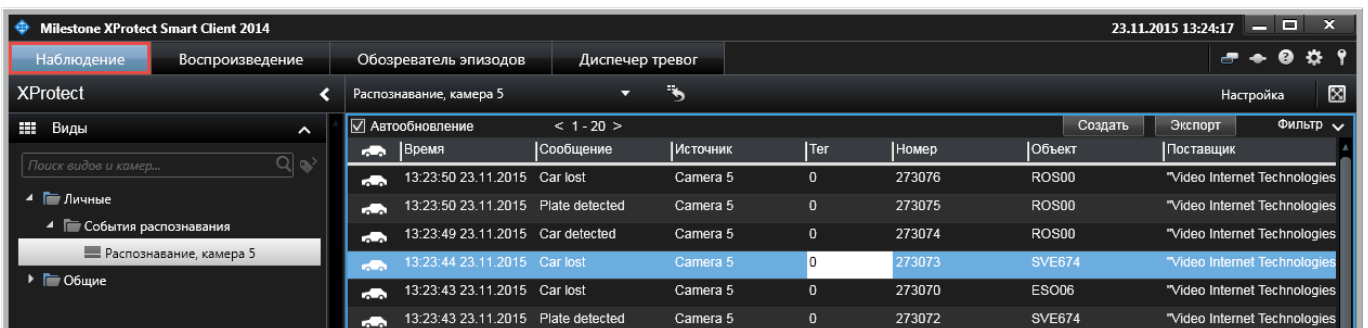 Milestone XProtect Smart Client 2014 23.11.2015 13:24:17
Наблюдение Воспроизведение Обозреватель эпизодов Диспечер тревог
XProtect Распознавание, камера 5 Настройка
Виды Автообновление < 1 - 20 > Создать Экспорт Фильтр
Время Сообщение Источник Тег Номер Объект Поставщик
Поиск видов и камер...
13:23:50 23.11.2015 Car lost Camera 5 0 273076 ROS00 "Video Internet Technologies
Личные
13:23:50 23.11.2015 Plate detected Camera 5 0 273075 ROS00 "Video Internet Technologies
События распознавания
13:23:49 23.11.2015 Car detected Camera 5 0 273074 ROS00 "Video Internet Technologies
Распознавание, камера 5
13:23:44 23.11.2015 Car lost Camera 5 0 273073 SVE674 "Video Internet Technologies
Общие
13:23:43 23.11.2015 Car lost Camera 5 0 273070 ESO06 "Video Internet Technologies
13:23:43 23.11.2015 Plate detected Camera 5 0 273072 SVE674 "Video Internet Technologies